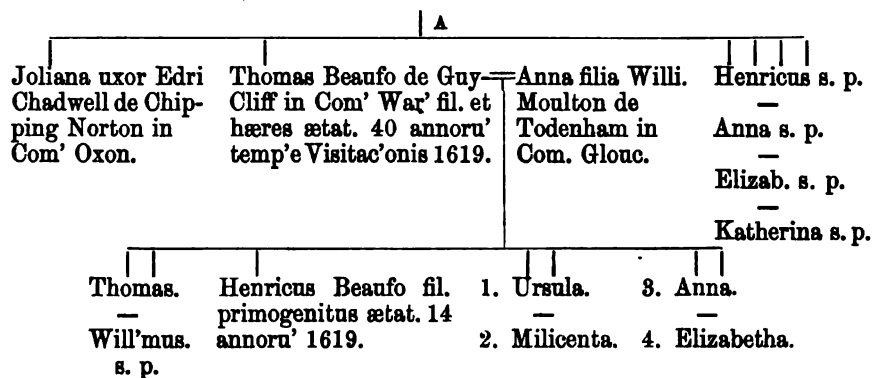 A
Joliana uxor Edri
Chadwell de Chip-
ping Norton in
Com' Oxon.
Thomas Beaufo de Guy-
Cliff in Com' War' fil. et
hæres ætat. 40 annoru'
temp'e Visitac'onis 1619.
Anna filia Willi.
Moulton de
Todenham in
Com. Glouc.
Henricus s. p.
—
Anna s. p.
—
Elizab. s. p.
—
Katherina s. p.
Thomas.
—
Will'mus.
s. p.
Henricus Beaufo fil.
primogenitus ætat. 14
annoru' 1619.
1. Ursula.
—
2. Milicenta.
3. Anna.
—
4. Elizabetha.